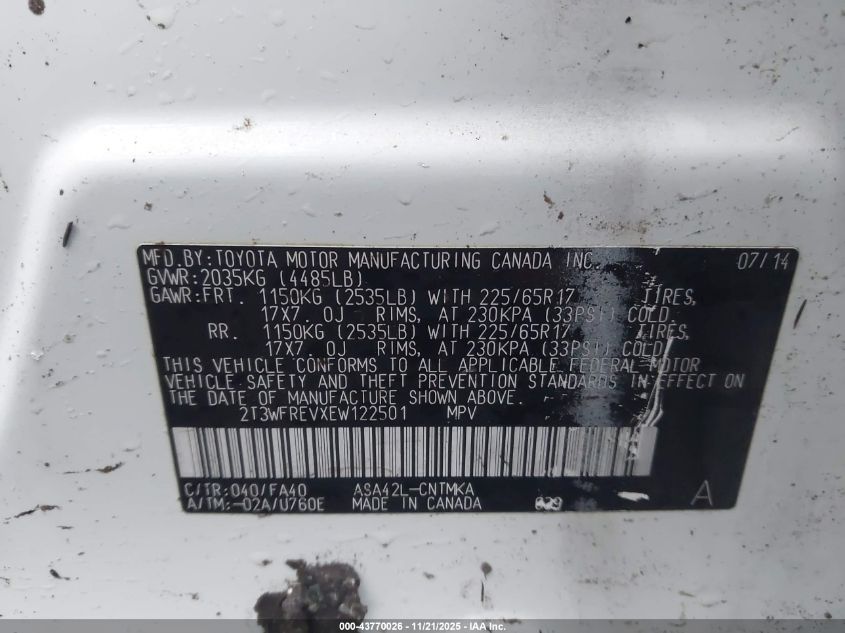 MFD.BY:TOYOTA MOTOR MANUFACTURING CANADA INC. 07/14
GVWR:2035KG (4485LB)
GAWR:FRT. 1150KG (2535LB) WITH 225/65R17 TIRES,
17X7.0J RIMS, AT 230KPA (33PSI) COLD.
RR. 1150KG (2535LB) WITH 225/65R17 TIRES,
17X7.0J RIMS, AT 230KPA (33PSI) COLD.
THIS VEHICLE CONFORMS TO ALL APPLICABLE FEDERAL MOTOR
VEHICLE SAFETY AND THEFT PREVENTION STANDARDS IN EFFECT ON
THE DATE OF MANUFACTURE SHOWN ABOVE.
2T3WFREVXEW122501 MPV
C/TR:040/FA40 ASA42L-CNTMKA
A/TM:-02A/U760E MADE IN CANADA 829 A
000-43770026 - 11/21/2025 - IAA Inc.